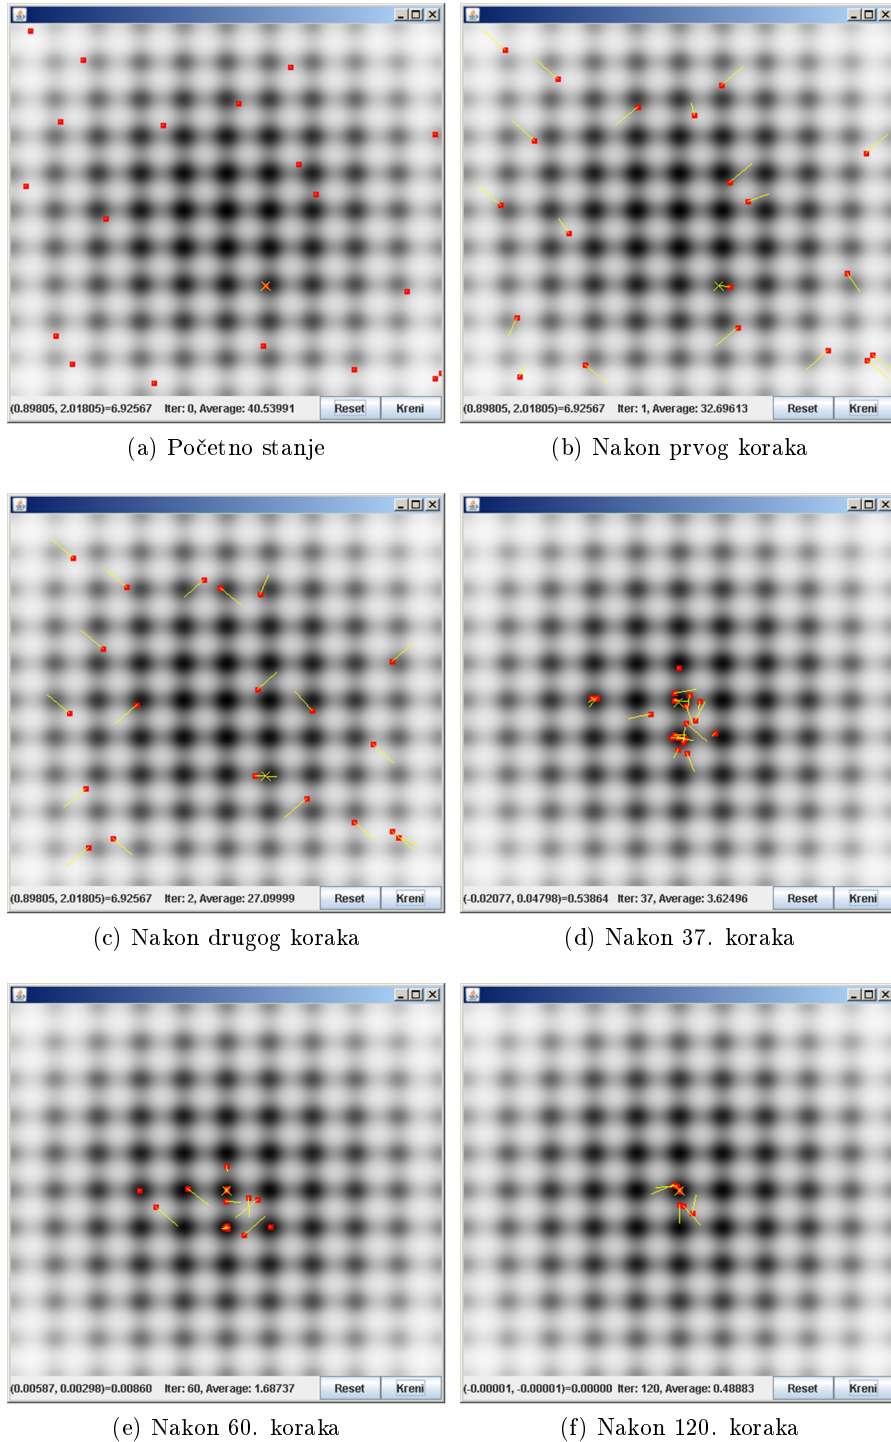 (0.89805, 2.01805)=6.92567 Iter: 0, Average: 40.53991 Reset Kreni
(0.89805, 2.01805)=6.92567 Iter: 1, Average: 32.69613 Reset Kreni
(a) Početno stanje
(b) Nakon prvog koraka
(0.89805, 2.01805)=6.92567 Iter: 2, Average: 27.09999 Reset Kreni
(-0.02077, 0.04798)=0.53864 Iter: 37, Average: 3.62496 Reset Kreni
(c) Nakon drugog koraka
(d) Nakon 37. koraka
(0.00587, 0.00298)=0.00860 Iter: 60, Average: 1.68737 Reset Kreni
(-0.00001, -0.00001)=0.00000 Iter: 120, Average: 0.48883 Reset Kreni
(e) Nakon 60. koraka
(f) Nakon 120. koraka